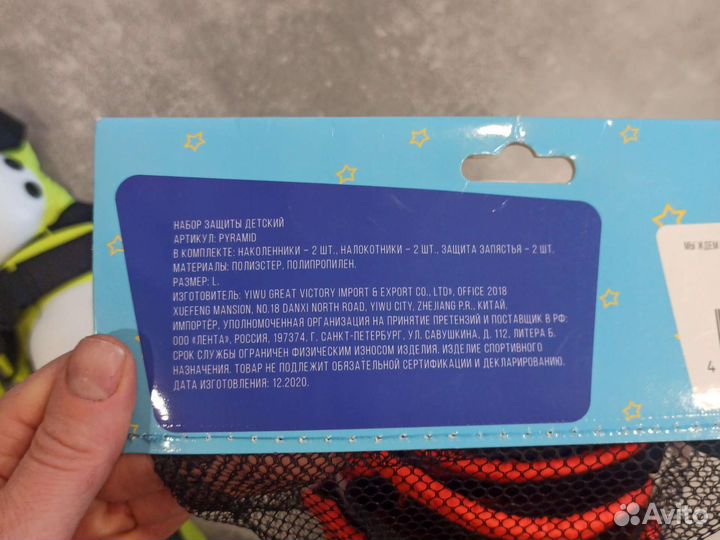 НАБОР ЗАЩИТЫ ДЕТСКИЙ
АРТИКУЛ: PYRAMID
В КОМПЛЕКТЕ: НАКОЛЕННИКИ – 2 ШТ., НАЛОКОТНИКИ – 2 ШТ., ЗАЩИТА ЗАПЯСТЬЯ – 2 ШТ.
МАТЕРИАЛЫ: ПОЛИЭСТЕР, ПОЛИПРОПИЛЕН.
РАЗМЕР: L.
ИЗГОТОВИТЕЛЬ: YIWU GREAT VICTORY IMPORT & EXPORT CO., LTD», OFFICE 2018
XUEFENG MANSION, NO.18 DANXI NORTH ROAD, YIWU CITY, ZHEJIANG P.R., КИТАЙ.
ИМПОРТЁР, УПОЛНОМОЧЕННАЯ ОРГАНИЗАЦИЯ НА ПРИНЯТИЕ ПРЕТЕНЗИЙ И ПОСТАВЩИК В РФ:
ООО «ЛЕНТА», РОССИЯ, 197374, Г. САНКТ-ПЕТЕРБУРГ, УЛ. САВУШКИНА, Д. 112, ЛИТЕРА Б.
СРОК СЛУЖБЫ ОГРАНИЧЕН ФИЗИЧЕСКИМ ИЗНОСОМ ИЗДЕЛИЯ. ИЗДЕЛИЕ СПОРТИВНОГО
НАЗНАЧЕНИЯ. ТОВАР НЕ ПОДЛЕЖИТ ОБЯЗАТЕЛЬНОЙ СЕРТИФИКАЦИИ И ДЕКЛАРИРОВАНИЮ.
ДАТА ИЗГОТОВЛЕНИЯ: 12.2020.
МЫ ЖДЕМ
4
Avito